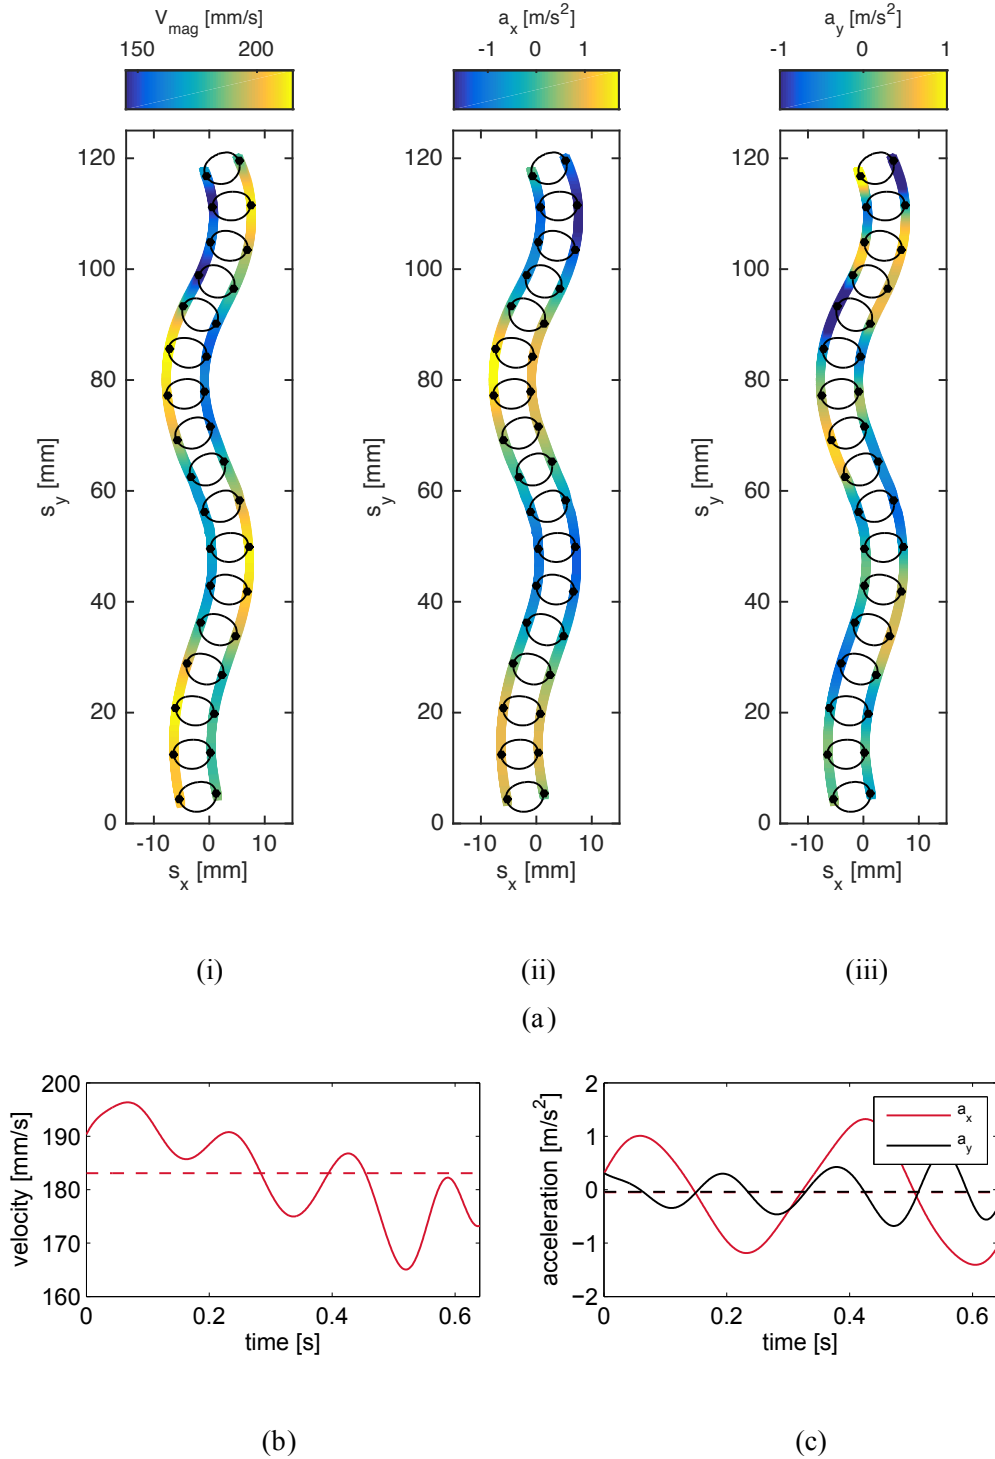 V_mag [mm/s]
150 200
a_x [m/s²]
-1 0 1
a_y [m/s²]
-1 0 1
s_y [mm]
120
100
80
60
40
20
0
-10 0 10
s_x [mm]
s_y [mm]
120
100
80
60
40
20
0
-10 0 10
s_x [mm]
s_y [mm]
120
100
80
60
40
20
0
-10 0 10
s_x [mm]
(i) (ii) (iii)
(a)
velocity [mm/s]
200
190
180
170
160
0 0.2 0.4 0.6
time [s]
acceleration [m/s²]
2
1
0
−1
−2
0 0.2 0.4 0.6
time [s]
a_x
a_y
(b) (c)